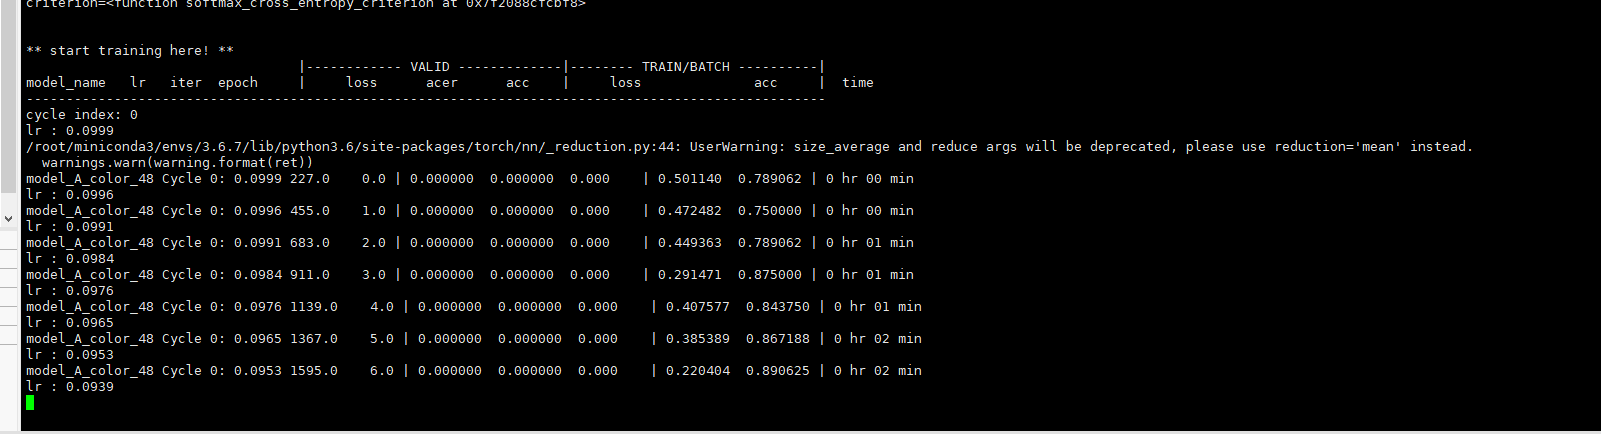 criterion=<function softmax_cross_entropy_criterion at 0x7f2088cfcbf8>
** start training here! **
|------------ VALID -------------|-------- TRAIN/BATCH ----------|
model_name   lr   iter  epoch     |     loss      acer      acc    |     loss              acc     |  time
----------------------------------------------------------------------------------------------------
cycle index: 0
lr : 0.0999
/root/miniconda3/envs/3.6.7/lib/python3.6/site-packages/torch/nn/_reduction.py:44: UserWarning: size_average and reduce args will be deprecated, please use reduction='mean' instead.
  warnings.warn(warning.format(ret))
model_A_color_48 Cycle 0: 0.0999 227.0    0.0 | 0.000000  0.000000  0.000    | 0.501140  0.789062 | 0 hr 00 min
lr : 0.0996
model_A_color_48 Cycle 0: 0.0996 455.0    1.0 | 0.000000  0.000000  0.000    | 0.472482  0.750000 | 0 hr 00 min
lr : 0.0991
model_A_color_48 Cycle 0: 0.0991 683.0    2.0 | 0.000000  0.000000  0.000    | 0.449363  0.789062 | 0 hr 01 min
lr : 0.0984
model_A_color_48 Cycle 0: 0.0984 911.0    3.0 | 0.000000  0.000000  0.000    | 0.291471  0.875000 | 0 hr 01 min
lr : 0.0976
model_A_color_48 Cycle 0: 0.0976 1139.0    4.0 | 0.000000  0.000000  0.000    | 0.407577  0.843750 | 0 hr 01 min
lr : 0.0965
model_A_color_48 Cycle 0: 0.0965 1367.0    5.0 | 0.000000  0.000000  0.000    | 0.385389  0.867188 | 0 hr 02 min
lr : 0.0953
model_A_color_48 Cycle 0: 0.0953 1595.0    6.0 | 0.000000  0.000000  0.000    | 0.220404  0.890625 | 0 hr 02 min
lr : 0.0939